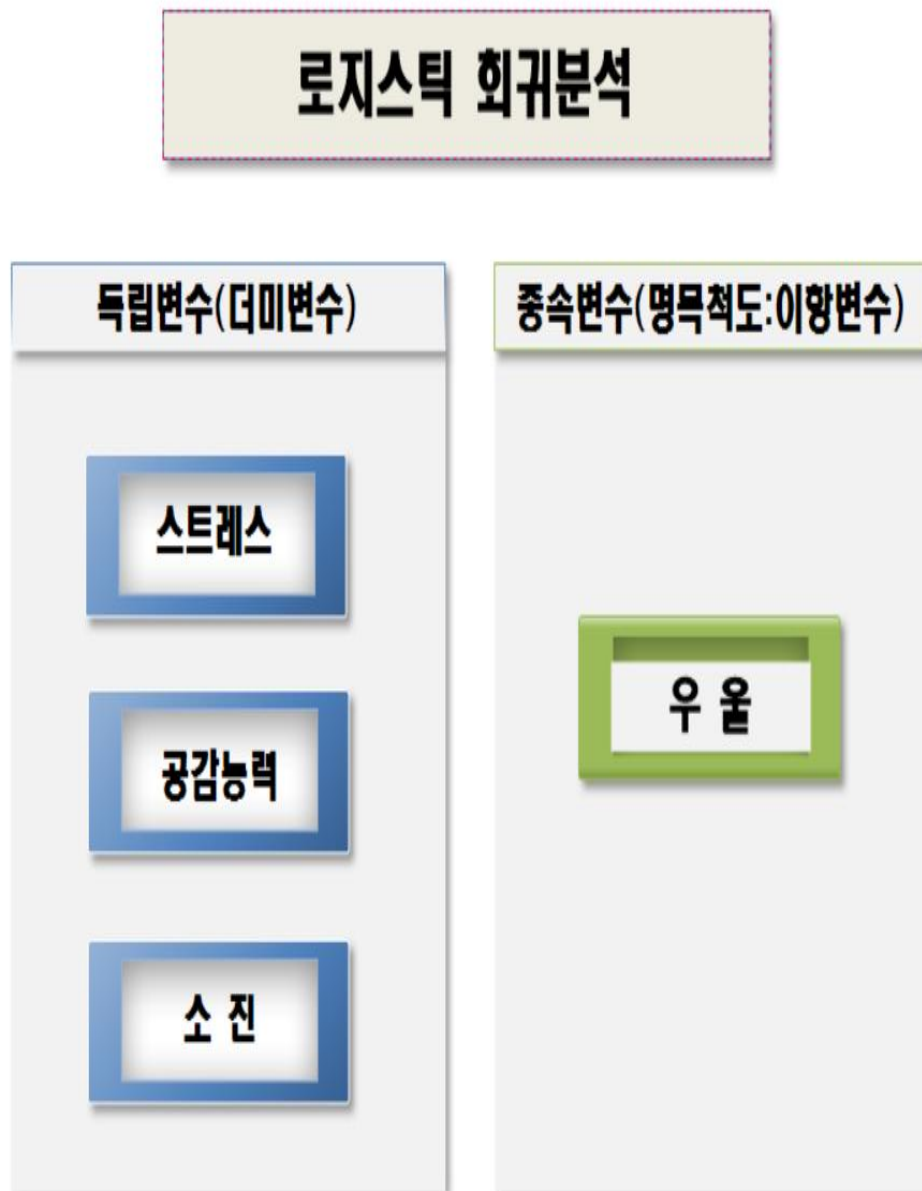 로지스틱 회귀분석
독립변수(더미변수)
스트레스
공감능력
소 진
종속변수(명목척도:이항변수)
우 울